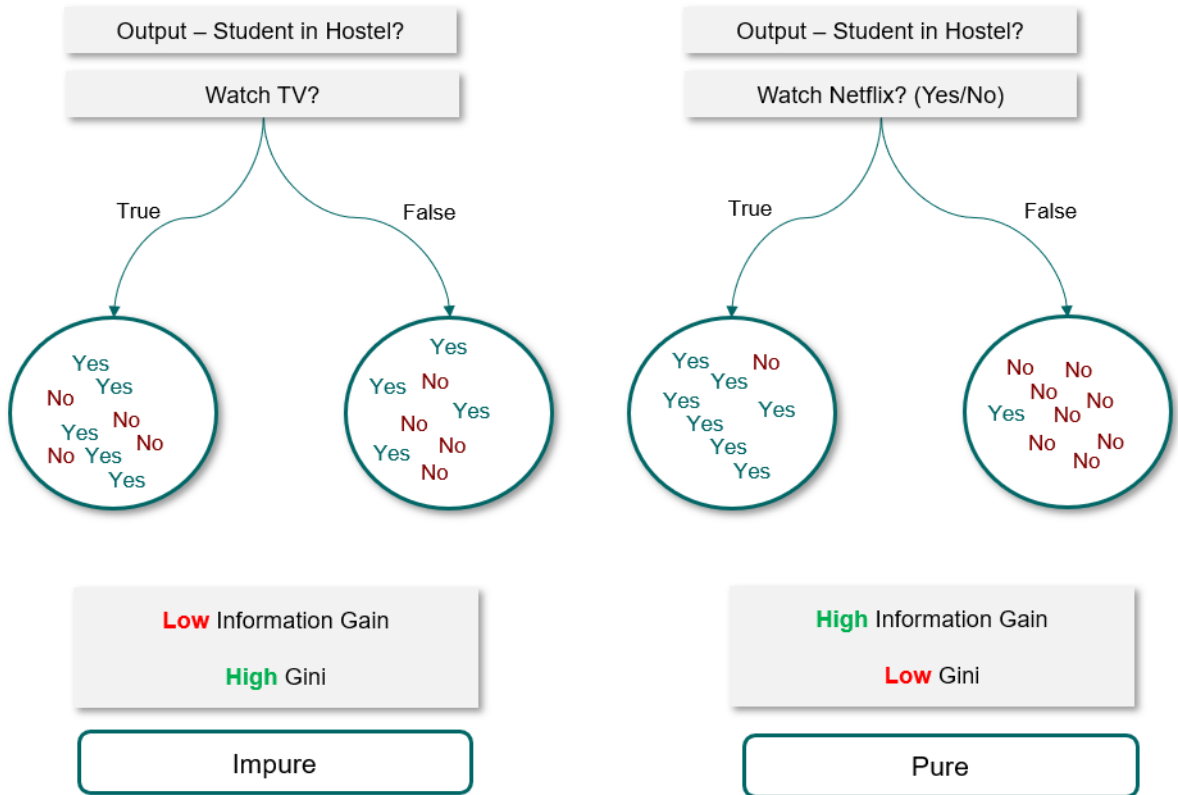 Output – Student in Hostel?
Watch TV?
True
False
Yes
Yes
No
No
Yes
No
No
Yes
Yes
Yes
Yes
No
Yes
No
No
Yes
No
Low Information Gain
High Gini
Impure
Output – Student in Hostel?
Watch Netflix? (Yes/No)
True
False
Yes
No
Yes
Yes
Yes
Yes
Yes
Yes
No
No
No
No
Yes
No
No
No
No
High Information Gain
Low Gini
Pure